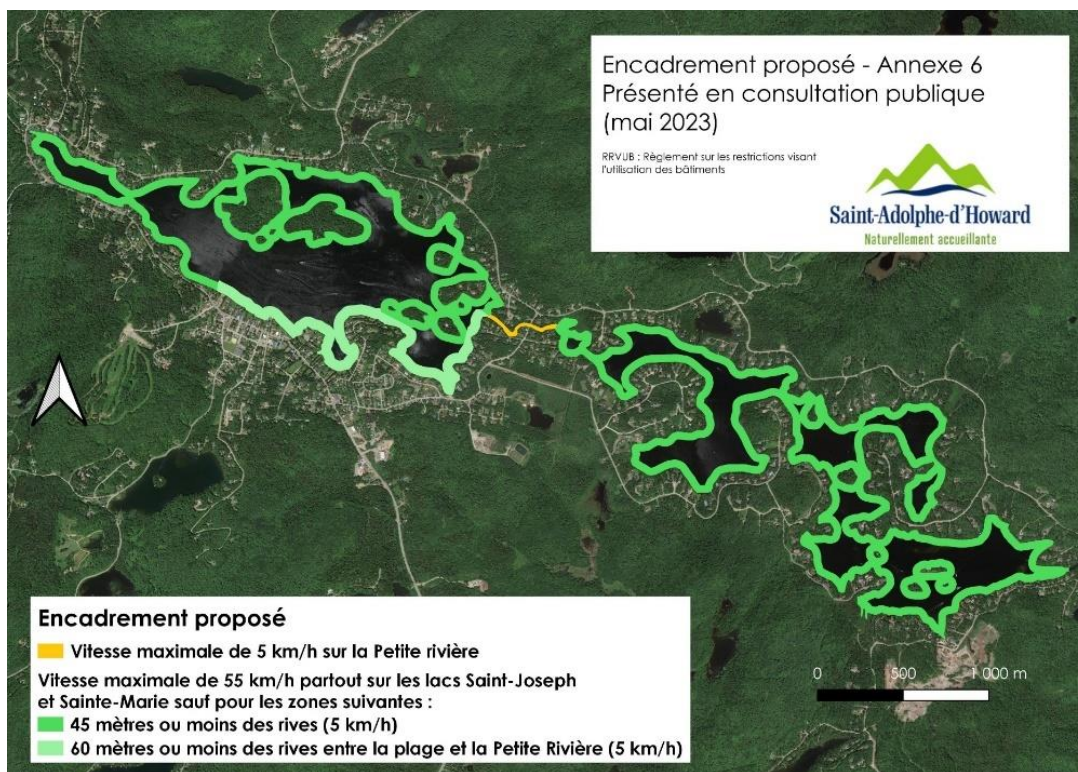 Encadrement proposé - Annexe 6
Présenté en consultation publique
(mai 2023)
RRVUB : Règlement sur les restrictions visant
l'utilisation des bâtiments
Saint-Adolphe-d'Howard
Naturellement accueillante
Encadrement proposé
Vitesse maximale de 5 km/h sur la Petite rivière
Vitesse maximale de 55 km/h partout sur les lacs Saint-Joseph
et Sainte-Marie sauf pour les zones suivantes :
45 mètres ou moins des rives (5 km/h)
60 mètres ou moins des rives entre la plage et la Petite Rivière (5 km/h)
0 500 1 000 m